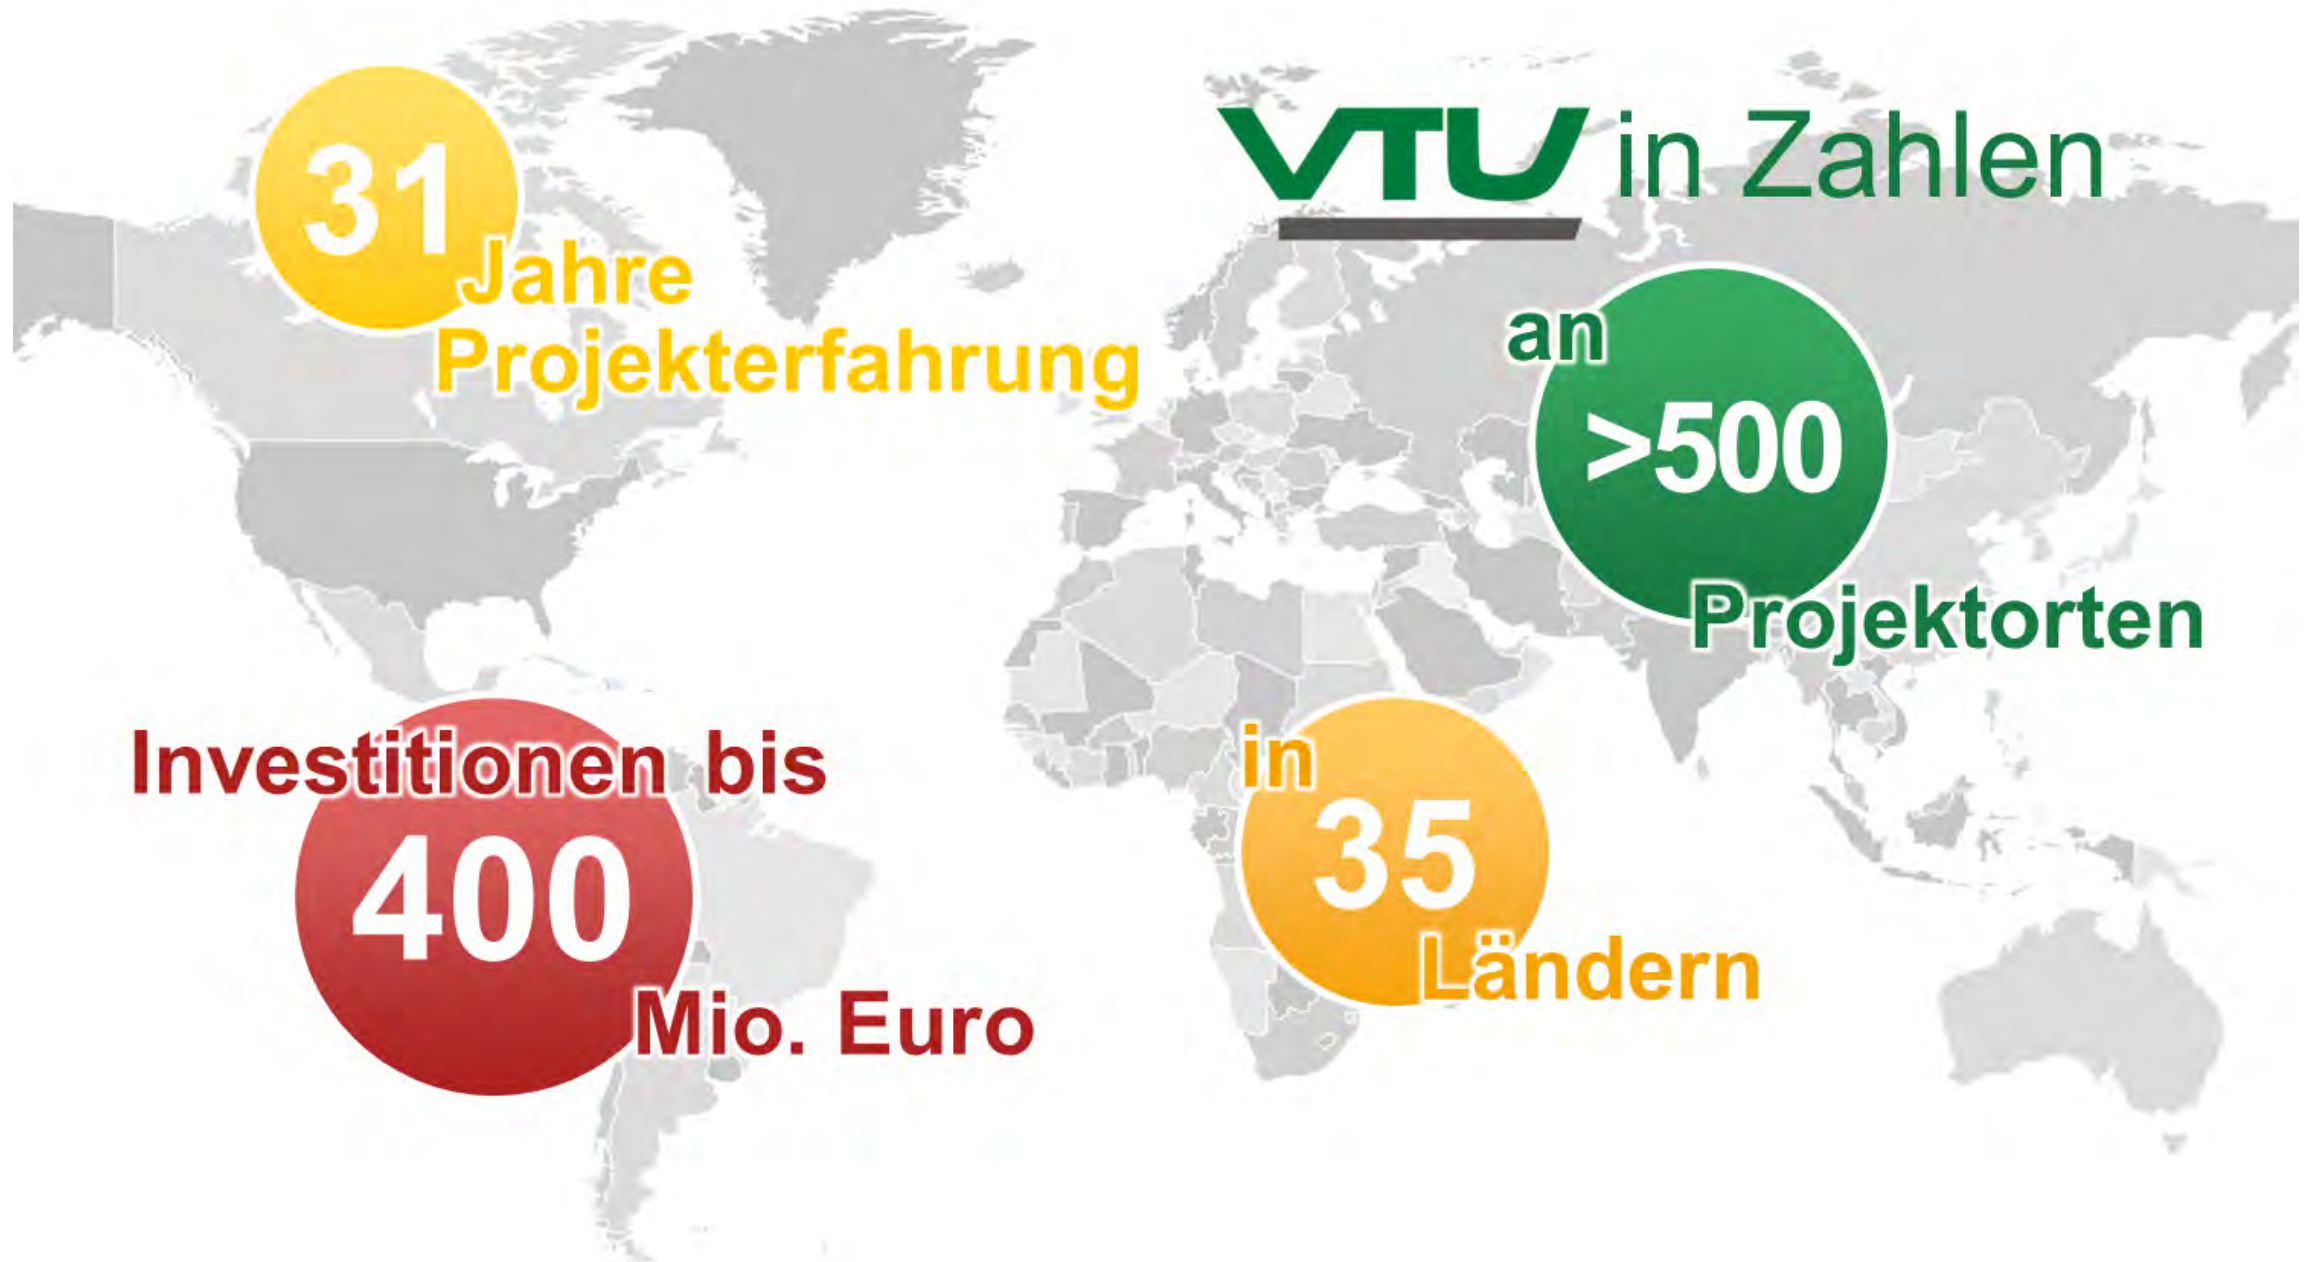 VTU in Zahlen
31
Jahre
Projekterfahrung
an
>500
Projektorten
Investitionen bis
400
Mio. Euro
in
35
Ländern